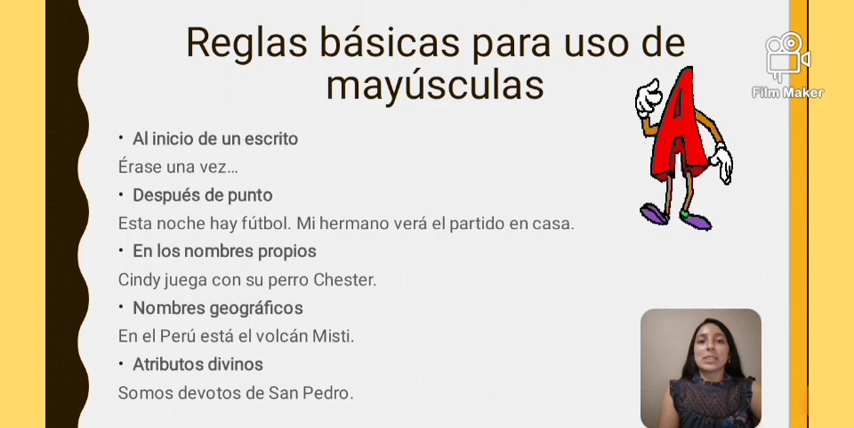 Reglas básicas para uso de
mayúsculas
Film Maker
A
• Al inicio de un escrito
Érase una vez...
• Después de punto
Esta noche hay fútbol. Mi hermano verá el partido en casa.
• En los nombres propios
Cindy juega con su perro Chester.
• Nombres geográficos
En el Perú está el volcán Misti.
• Atributos divinos
Somos devotos de San Pedro.